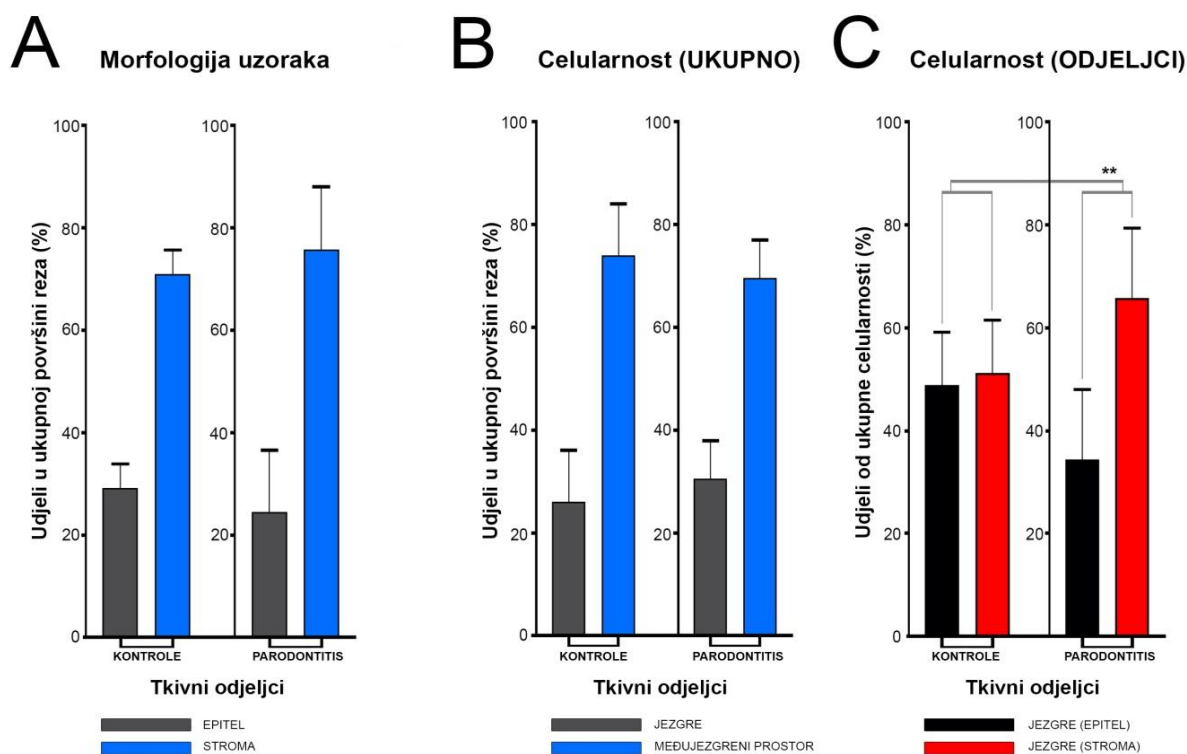 A
Morfologija uzoraka
Udjeli u ukupnoj površini reza (%)
100
80
60
40
20
0
100
80
60
40
20
KONTROLE
PARODONTITIS
Tkivni odjeljci
EPITEL
STROMA
B
Celularnost (UKUPNO)
Udjeli u ukupnoj površini reza (%)
100
80
60
40
20
0
100
80
60
40
20
KONTROLE
PARODONTITIS
Tkivni odjeljci
JEZGRE
MEĐUJEZGRENI PROSTOR
C
Celularnost (ODJELJCI)
Udjeli od ukupne celularnosti (%)
100
80
60
40
20
0
100
80
60
40
20
**
KONTROLE
PARODONTITIS
Tkivni odjeljci
JEZGRE (EPITEL)
JEZGRE (STROMA)